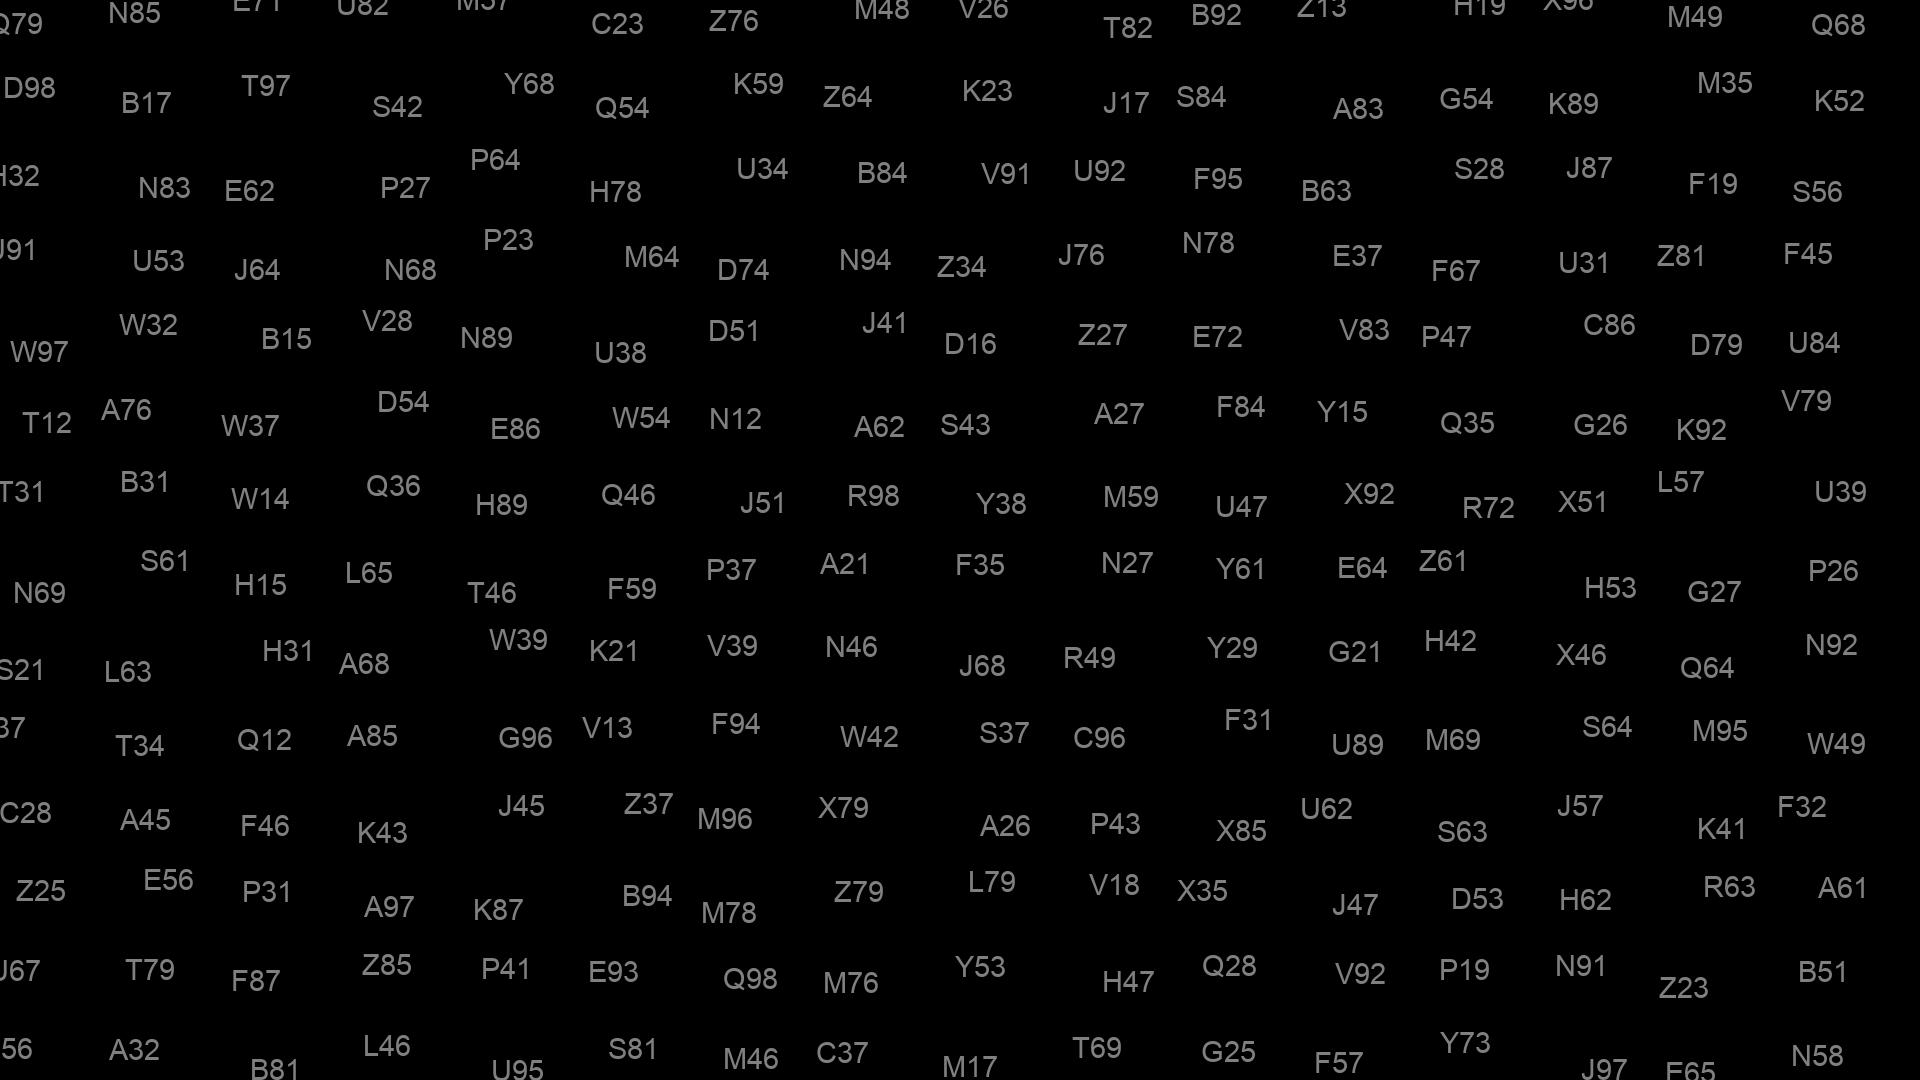 Q79 N85 E71 U82 M37 C23 Z76 M48 V26 T82 B92 Z13 H19 X96 M49 Q68
D98 B17 T97 S42 Y68 Q54 K59 Z64 K23 J17 S84 A83 G54 K89 M35 K52
H32 N83 E62 P27 P64 H78 U34 B84 V91 U92 F95 B63 S28 J87 F19 S56
U53 J64 N68 P23 M64 D74 N94 Z34 J76 N78 E37 F67 U31 Z81 F45
W97 W32 B15 V28 N89 U38 D51 J41 D16 Z27 E72 V83 P47 C86 D79 U84
T12 A76 W37 D54 E86 W54 N12 A62 S43 A27 F84 Y15 Q35 G26 K92 V79
T31 B31 W14 Q36 H89 Q46 J51 R98 Y38 M59 U47 X92 R72 X51 L57 U39
N69 S61 H15 L65 T46 F59 P37 A21 F35 N27 Y61 E64 Z61 H53 G27 P26
S21 L63 H31 A68 W39 K21 V39 N46 J68 R49 Y29 G21 H42 X46 Q64 N92
37 T34 Q12 A85 G96 V13 F94 W42 S37 C96 F31 U89 M69 S64 M95 W49
C28 A45 F46 K43 J45 Z37 M96 X79 A26 P43 X85 U62 S63 J57 K41 F32
Z25 E56 P31 A97 K87 B94 M78 Z79 L79 V18 X35 J47 D53 H62 R63 A61
T79 F87 Z85 P41 E93 Q98 M76 Y53 H47 Q28 V92 P19 N91 Z23 B51
56 A32 B81 L46 U95 S81 M46 C37 M17 T69 G25 F57 Y73 J97 N58